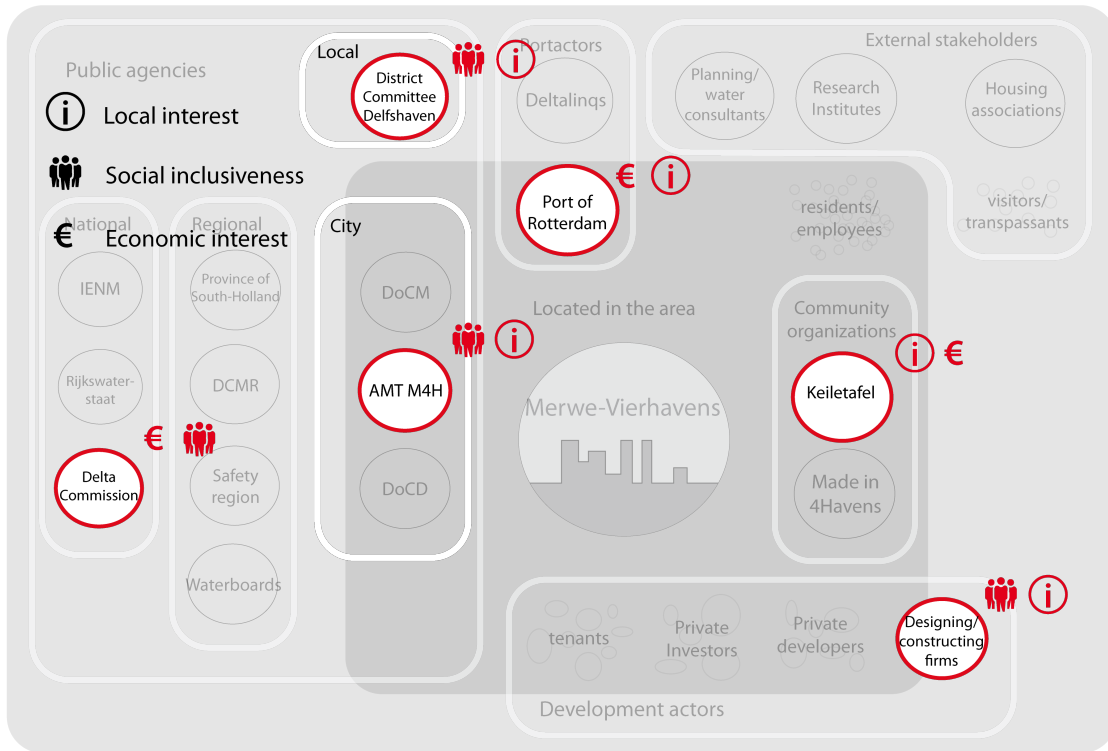 Local
Portactors
External stakeholders
Public agencies
District
Committee
Delfshaven
i
Deltalinqs
Planning/
water
consultants
Research
Institutes
Housing
associations
i Local interest
Social inclusiveness
€ i
Port of
Rotterdam
residents/
employees
visitors/
transpassants
National
Regional
City
€ Economic interest
IENM
Province of
South-Holland
DoCM
Located in the area
Community
organizations
i
i €
Rijkswater-
staat
DCMR
AMT M4H
Merwe-Vierhavens
Keiletafel
€
Delta
Commission
Safety
region
DoCD
Made in
4Havens
Waterboards
i
tenants
Private
Investors
Private
developers
Designing/
constructing
firms
Development actors